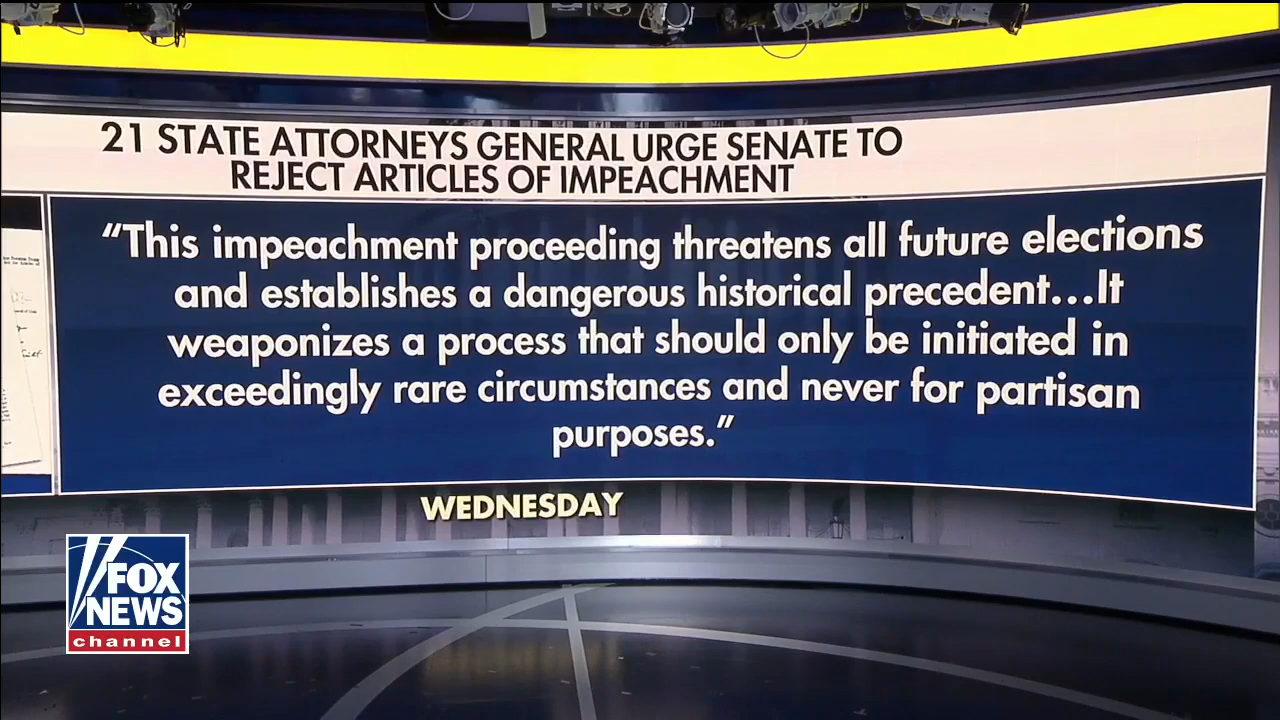 21 STATE ATTORNEYS GENERAL URGE SENATE TO
REJECT ARTICLES OF IMPEACHMENT
“This impeachment proceeding threatens all future elections
and establishes a dangerous historical precedent...It
weaponizes a process that should only be initiated in
exceedingly rare circumstances and never for partisan
purposes.”
WEDNESDAY
FOX
NEWS
channel